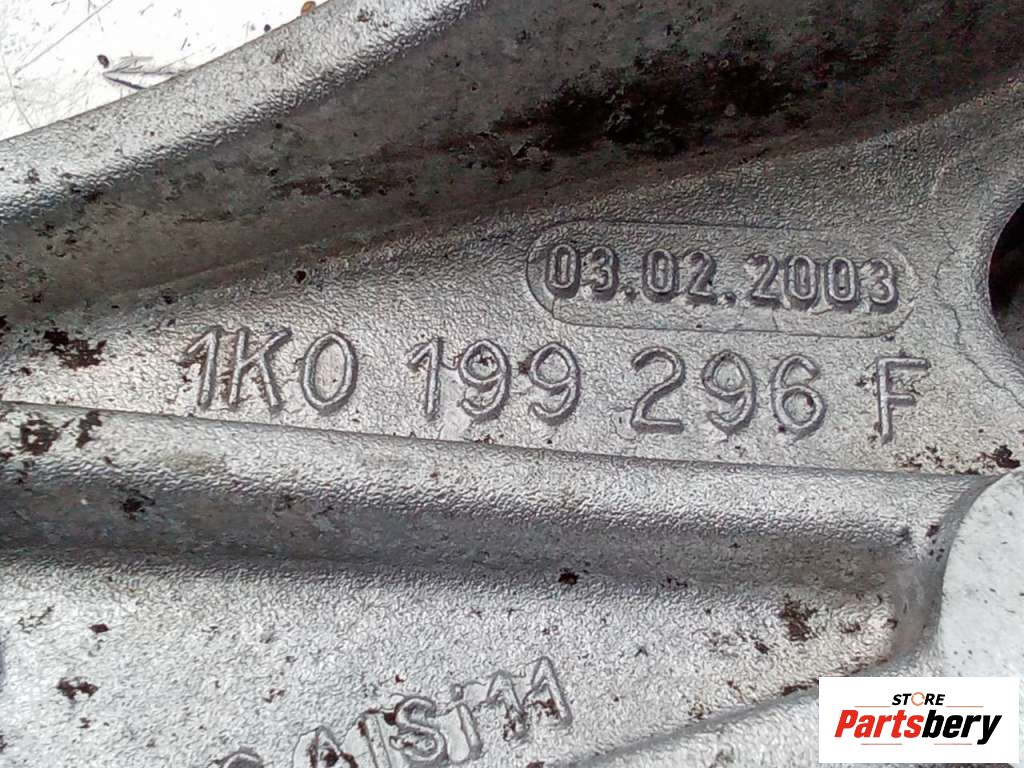 03.02.2003
1K0 199 296 F
AlSi11
STORE
Partsbery